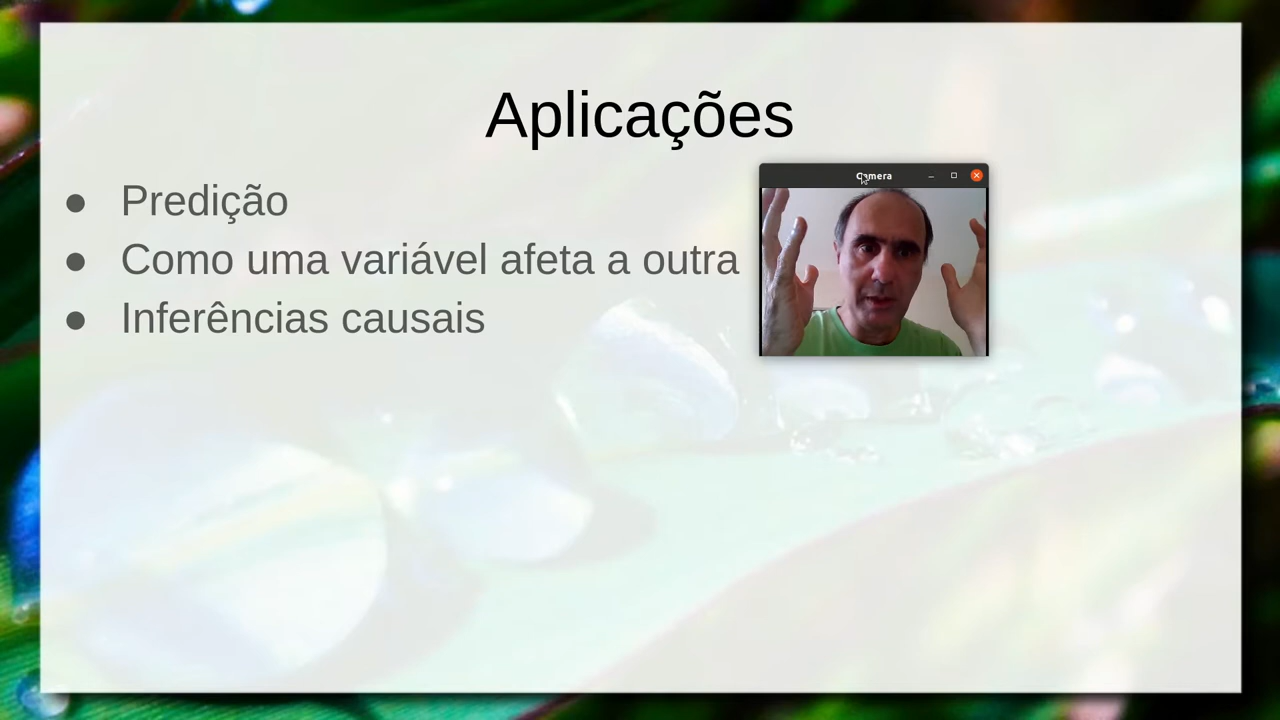 Aplicações
Camera
● Predição
● Como uma variável afeta a outra
● Inferências causais